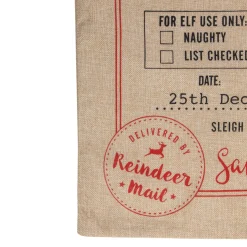 FOR ELF USE ONLY:
NAUGHTY
LIST CHECKED
DATE:
25th Dec
SLEIGH
DELIVERED BY
Reindeer
Mail